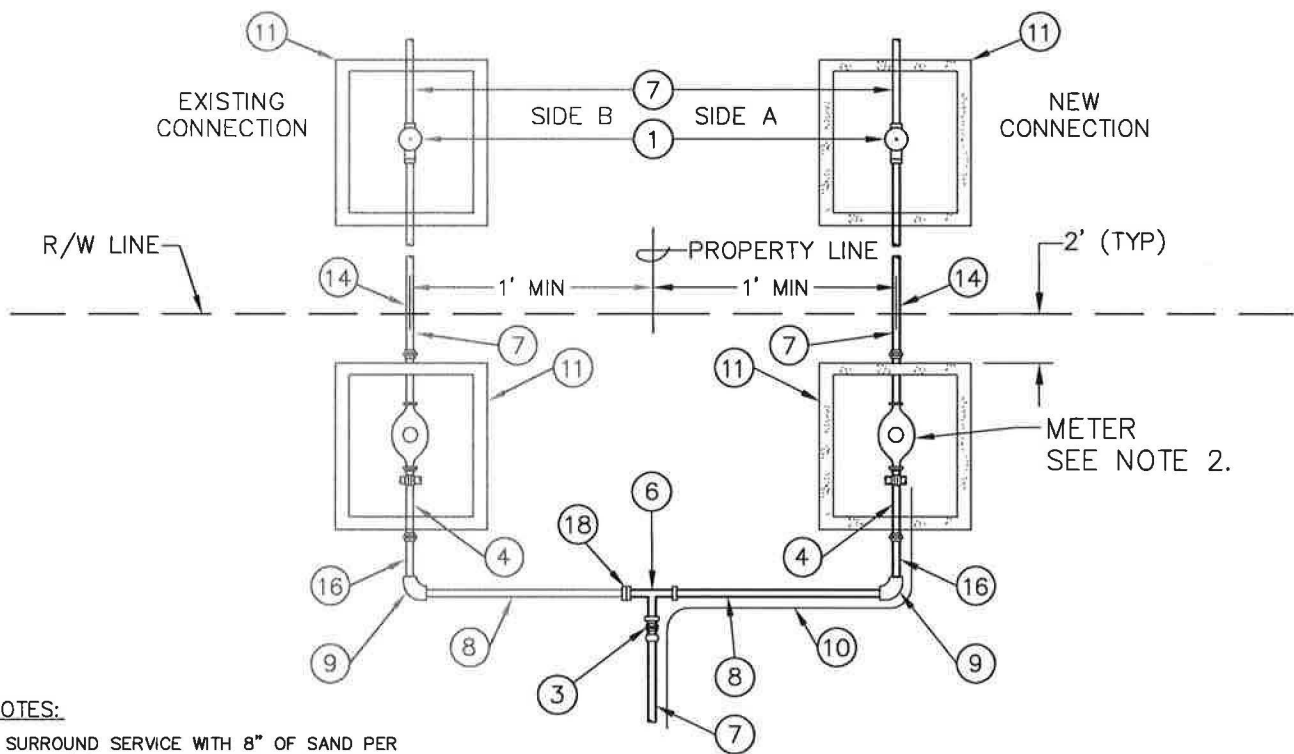 11
11
7
EXISTING
CONNECTION
SIDE B
SIDE A
NEW
CONNECTION
1
R/W LINE
PROPERTY LINE
2' (TYP)
14
1' MIN
1' MIN
14
7
7
11
11
METER
SEE NOTE 2.
6
18
4
4
16
16
9
8
3
8
10
9
7
OTES:
SURROUND SERVICE WITH 8" OF SAND PER